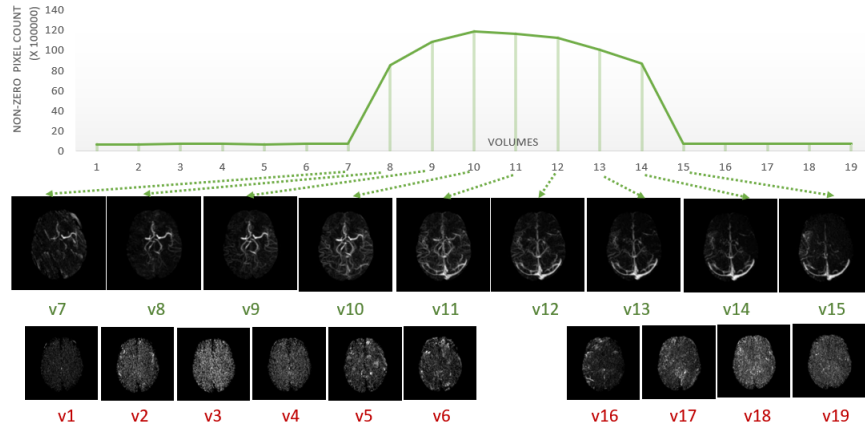 NON-ZERO PIXEL COUNT
(X 100000)
140
120
100
80
60
40
20
0
VOLUMES
1 2 3 4 5 6 7 8 9 10 11 12 13 14 15 16 17 18 19
v7 v8 v9 v10 v11 v12 v13 v14 v15
v1 v2 v3 v4 v5 v6 v16 v17 v18 v19